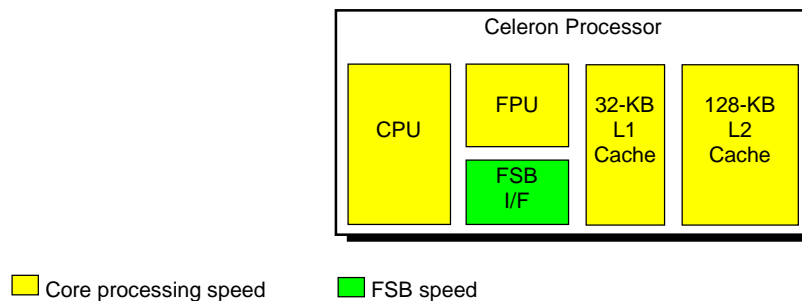 Celeron Processor
CPU
FPU
FSB
I/F
32-KB
L1
Cache
128-KB
L2
Cache
Core processing speed
FSB speed